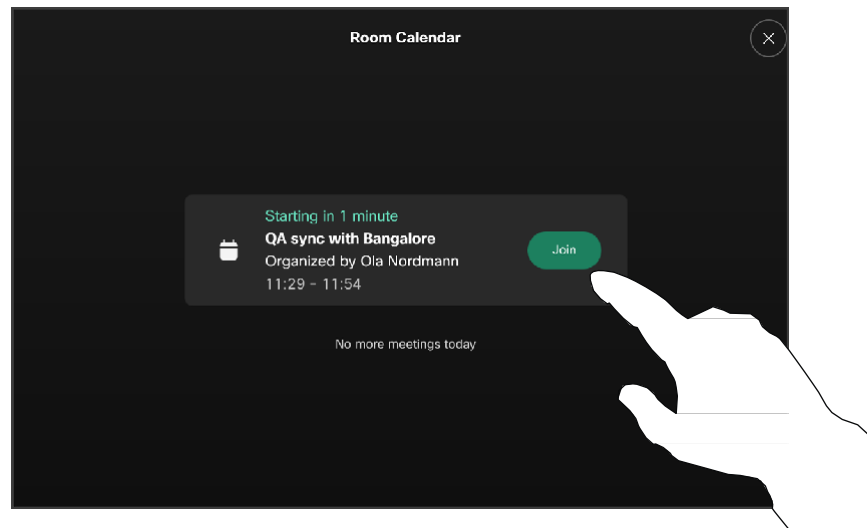 Room Calendar
Starting in 1 minute
QA sync with Bangalore
Organized by Ola Nordmann
11:29 - 11:54
Join
No more meetings today